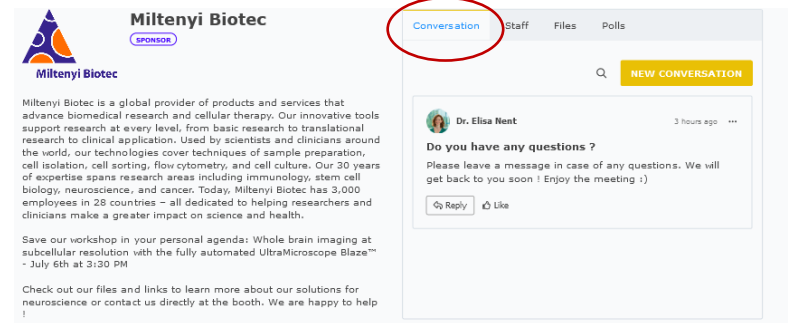 Miltenyi Biotec
SPONSOR
Miltenyi Biotec
Miltenyi Biotec is a global provider of products and services that
advance biomedical research and cellular therapy. Our innovative tools
support research at every level, from basic research to translational
research to clinical application. Used by scientists and clinicians around
the world, our technologies cover techniques of sample preparation,
cell isolation, cell sorting, flow cytometry, and cell culture. Our 30 years
of expertise spans research areas including immunology, stem cell
biology, neuroscience, and cancer. Today, Miltenyi Biotec has 3,000
employees in 28 countries – all dedicated to helping researchers and
clinicians make a greater impact on science and health.
Save our workshop in your personal agenda: Whole brain imaging at
subcellular resolution with the fully automated UltraMicroscope Blaze™
- July 6th at 3:30 PM
Check out our files and links to learn more about our solutions for
neuroscience or contact us directly at the booth. We are happy to help
!
Conversation Staff Files Polls
NEW CONVERSATION
Dr. Elisa Nent 3 hours ago ...
Do you have any questions ?
Please leave a message in case of any questions. We will
get back to you soon ! Enjoy the meeting :)
Reply Like